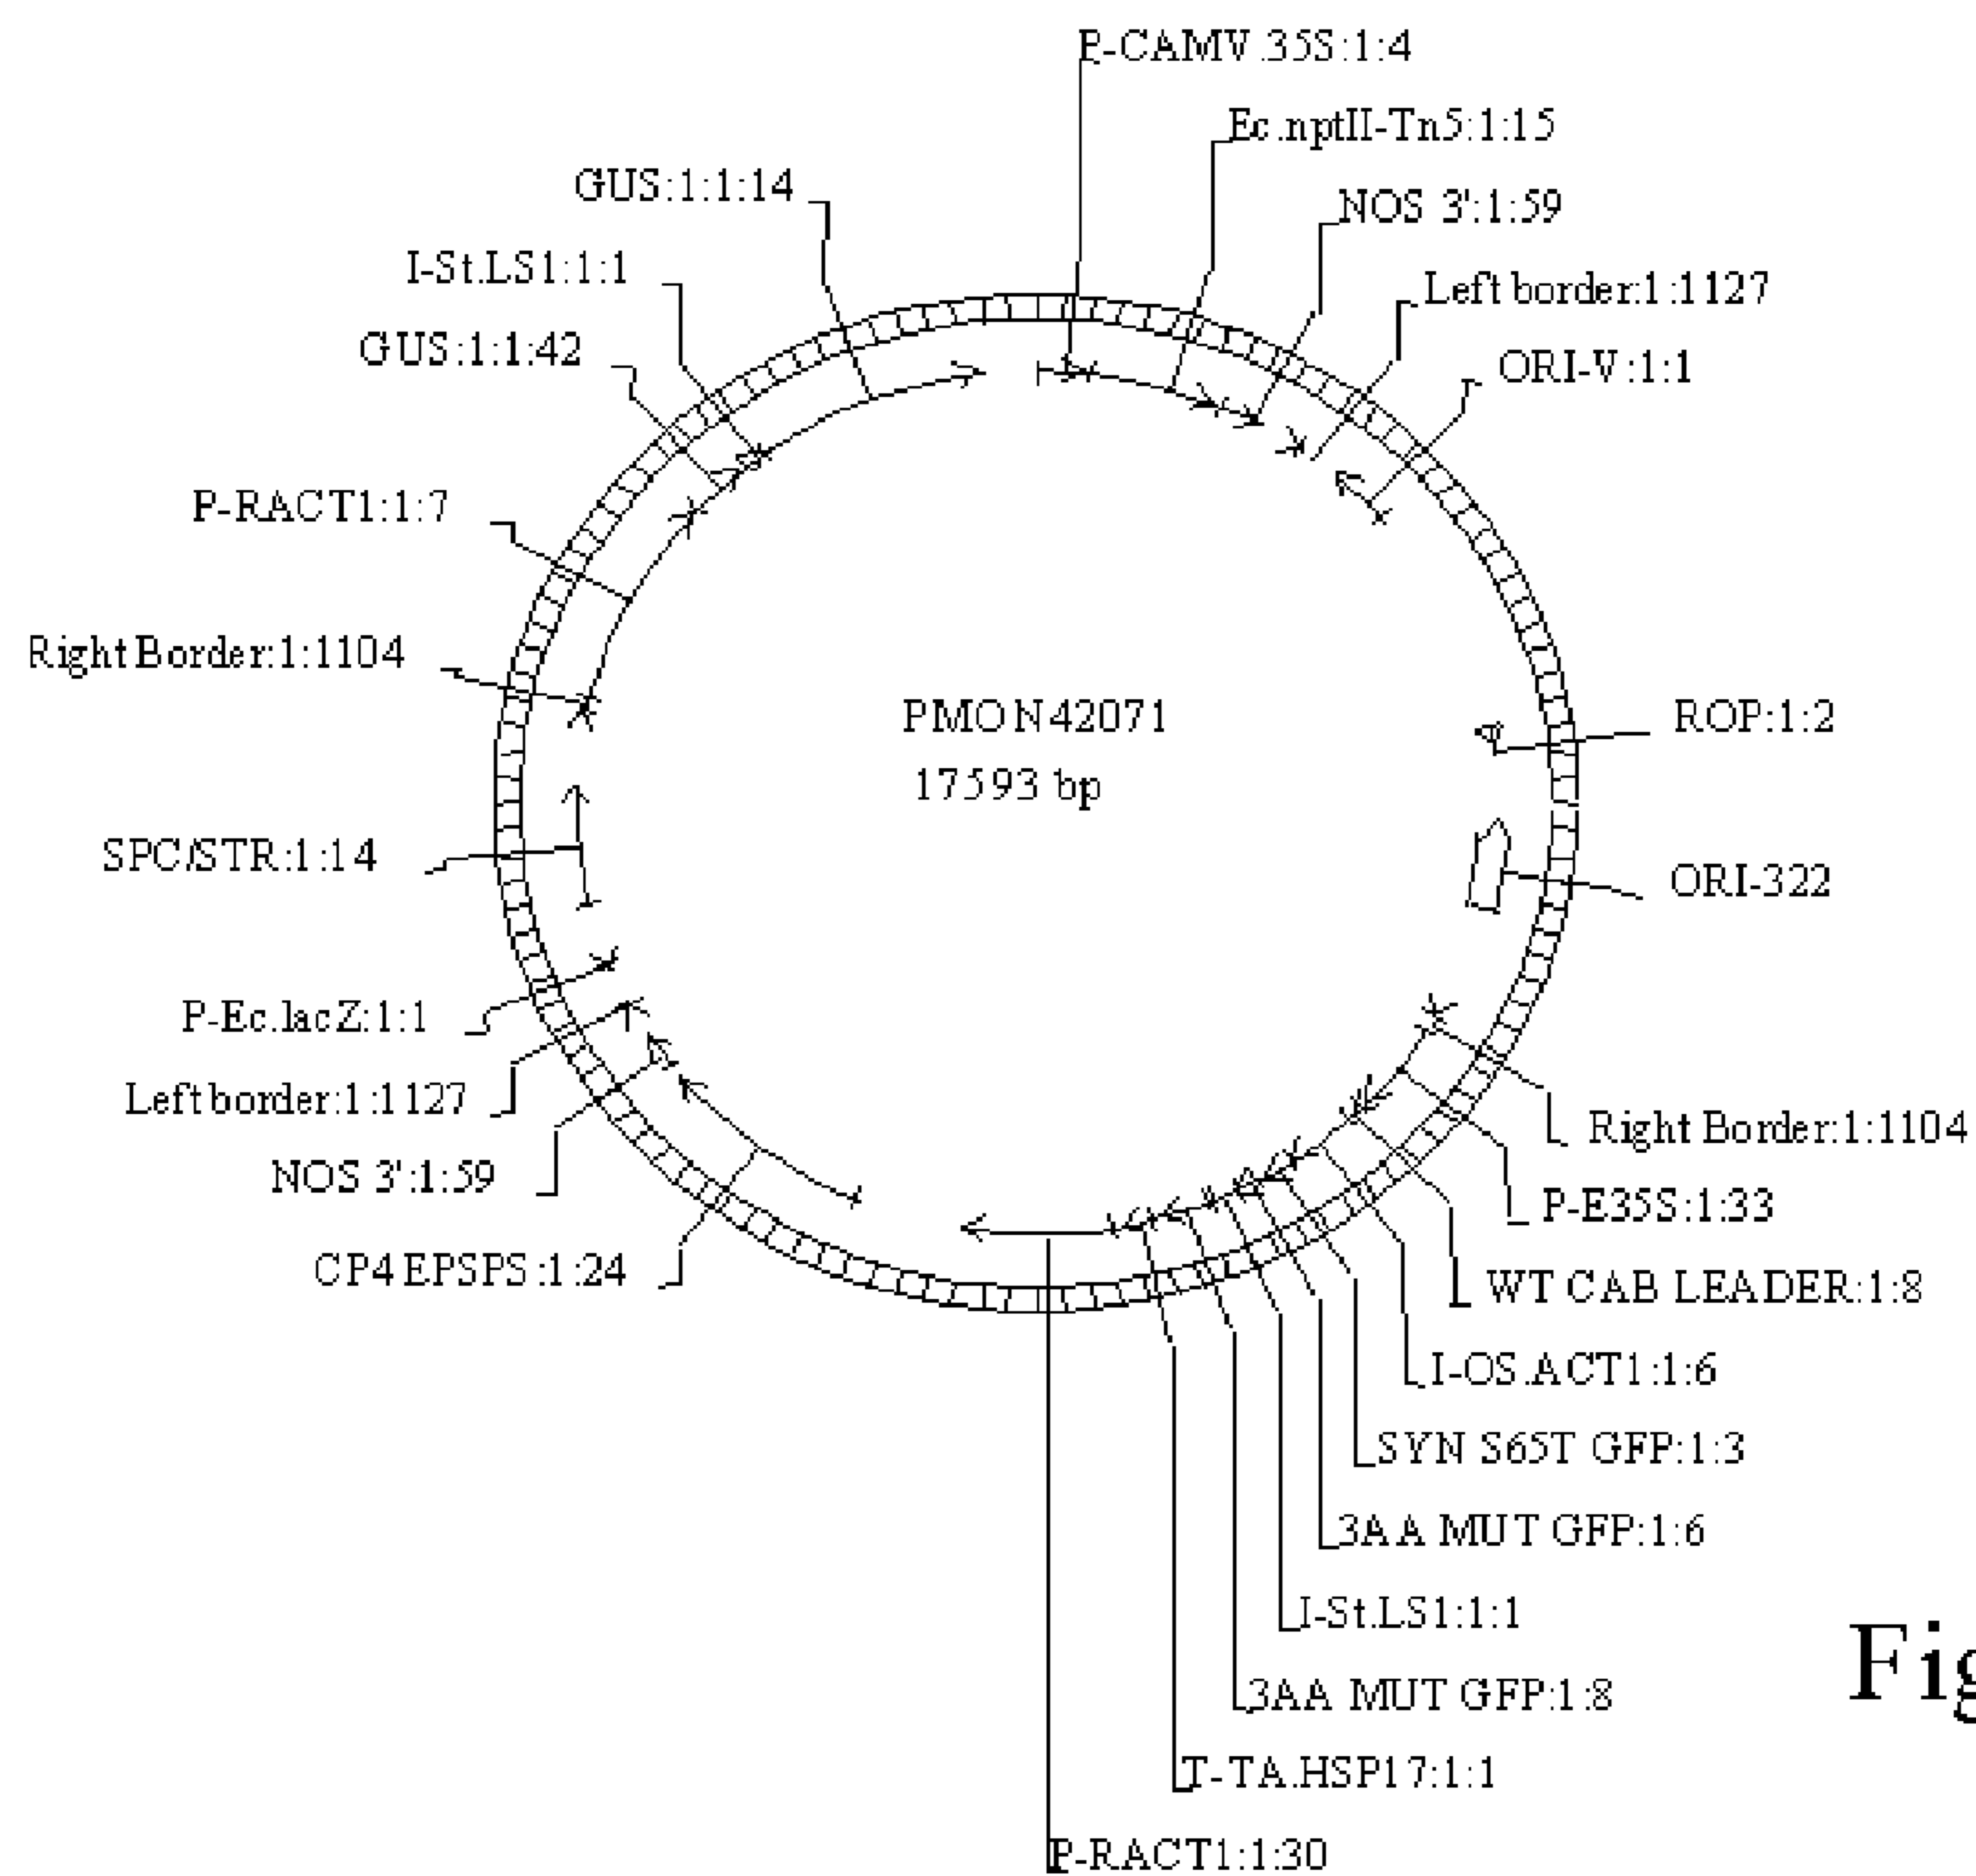 P-CAMV.35S:1:4
Ec.nptII-Tn5:1:15
GUS:1:1:14
NOS 3':1:59
I-St.LS1:1:1
Left border:1:1127
GUS:1:1:42
ORI-V:1:1
P-RACT1:1:7
Right Border:1:1104
PMON42071
ROP:1:2
17593 bp
SPC/STR:1:14
ORI-322
P-Ec.lacZ:1:1
Left border:1:1127
Right Border:1:1104
NOS 3':1:59
P-E35S:1:33
CP4 EPSPS:1:24
WT CAB LEADER:1:8
I-OS.ACT1:1:6
SYN S65T GFP:1:3
3AA MUT GFP:1:6
I-St.LS1:1:1
Fig
3AA MUT GFP:1:8
T-TA.HSP17:1:1
P-RACT1:1:30